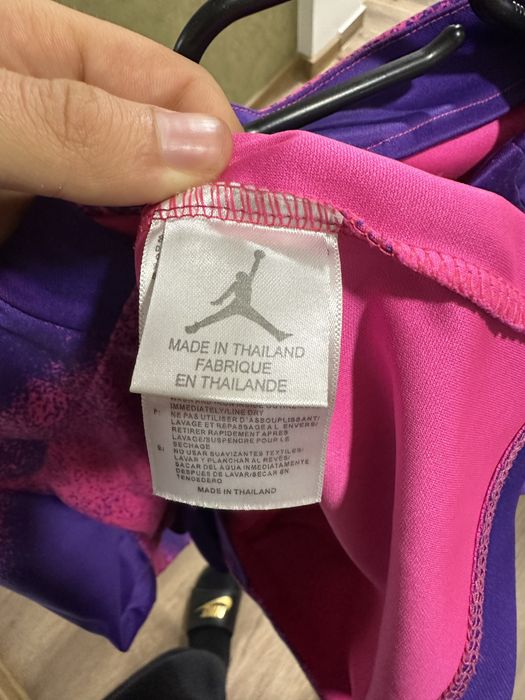 MADE IN THAILAND
FABRIQUE
EN THAILANDE
IMMEDIATELY/LINE DRY
F: NE PAS UTILISER D'ASSOUPLISSANT/
LAVAGE ET REPASSAGE A L ENVERS/
RETIRER RAPIDEMENT APRES
LAVAGE/SUSPENDRE POUR LE
SECHAGE
S: NO USAR SUAVIZANTES TEXTILES/
LAVAR Y PLANCHAR AL REVES/
SACAR DEL AGUA INMEDIATAMENTE
DESPUES DE LAVAR/SECAR EN
TENDEDERO
MADE IN THAILAND